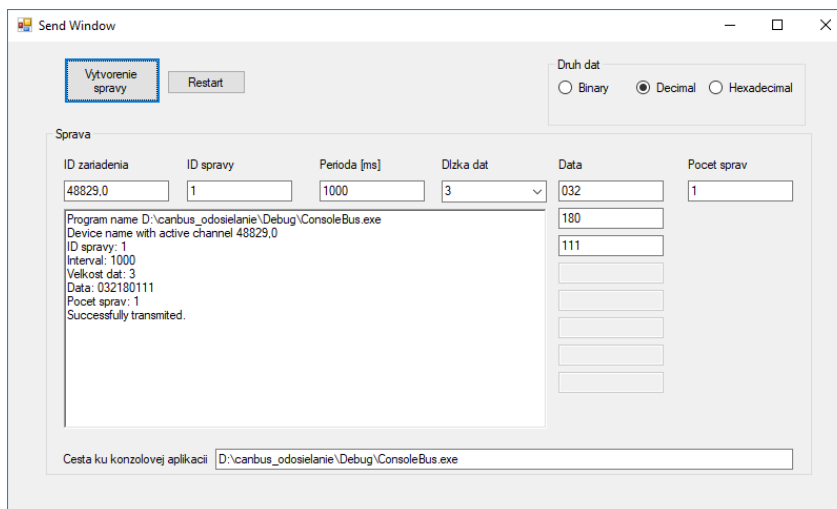 Send Window
Vytvorenie
spravy
Restart
Druh dat
Binary
Decimal
Hexadecimal
Sprava
ID zariadenia
ID spravy
Perioda [ms]
Dlzka dat
Data
Pocet sprav
48829,0
1
1000
3
032
1
180
111
Program name D:\canbus_odosielanie\Debug\ConsoleBus.exe
Device name with active channel 48829,0
ID spravy: 1
Interval: 1000
Velkost dat: 3
Data: 032180111
Pocet sprav: 1
Successfully transmited.
Cesta ku konzolovej aplikacii
D:\canbus_odosielanie\Debug\ConsoleBus.exe